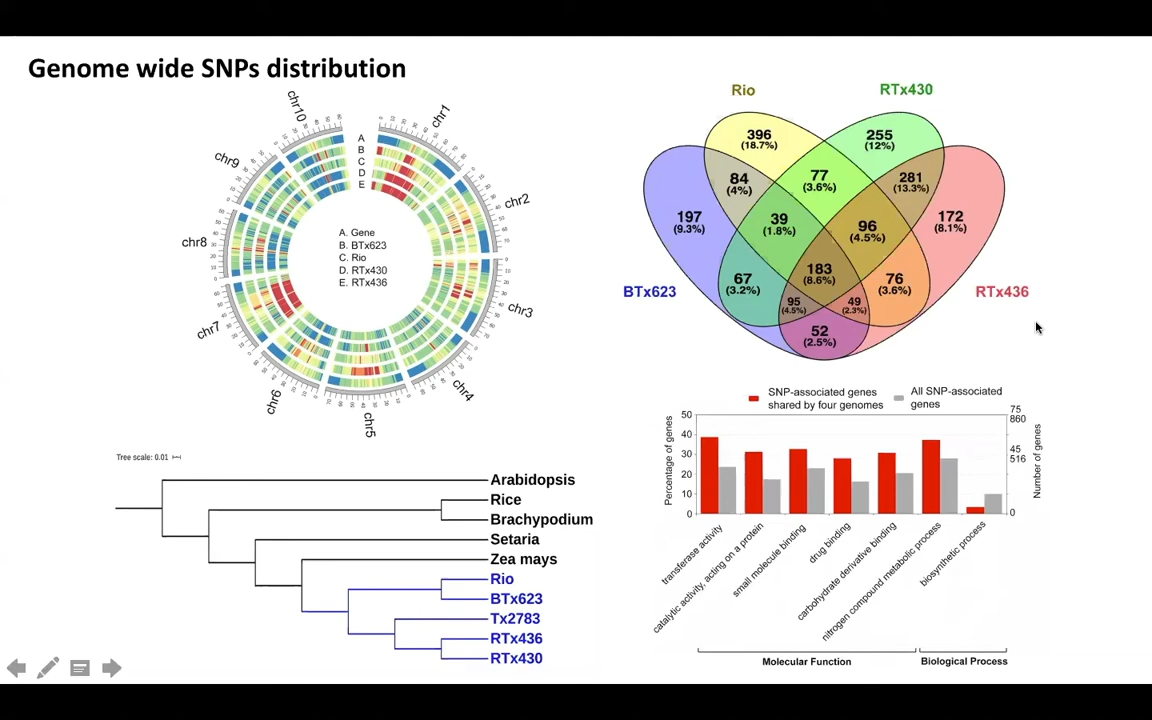 Genome wide SNPs distribution
chr10
chr1
chr9
chr2
chr8
chr3
chr7
chr4
chr6
chr5
A
B
C
D
E
A. Gene
B. BTx623
C. Rio
D. RTx430
E. RTx436
Rio
RTx430
BTx623
RTx436
396
(18.7%)
255
(12%)
84
(4%)
77
(3.6%)
281
(13.3%)
197
(9.3%)
39
(1.8%)
96
(4.5%)
172
(8.1%)
67
(3.2%)
183
(8.6%)
76
(3.6%)
95
(4.5%)
49
(2.3%)
52
(2.5%)
SNP-associated genes
shared by four genomes
All SNP-associated
genes
Percentage of genes
50
40
30
20
10
0
75
860
45
516
0
Number of genes
transferase activity
catalytic activity, acting on a protein
small molecule binding
drug binding
carbohydrate derivative binding
nitrogen compound metabolic process
biosynthetic process
Molecular Function
Biological Process
Tree scale: 0.01
Arabidopsis
Rice
Brachypodium
Setaria
Zea mays
Rio
BTx623
Tx2783
RTx436
RTx430